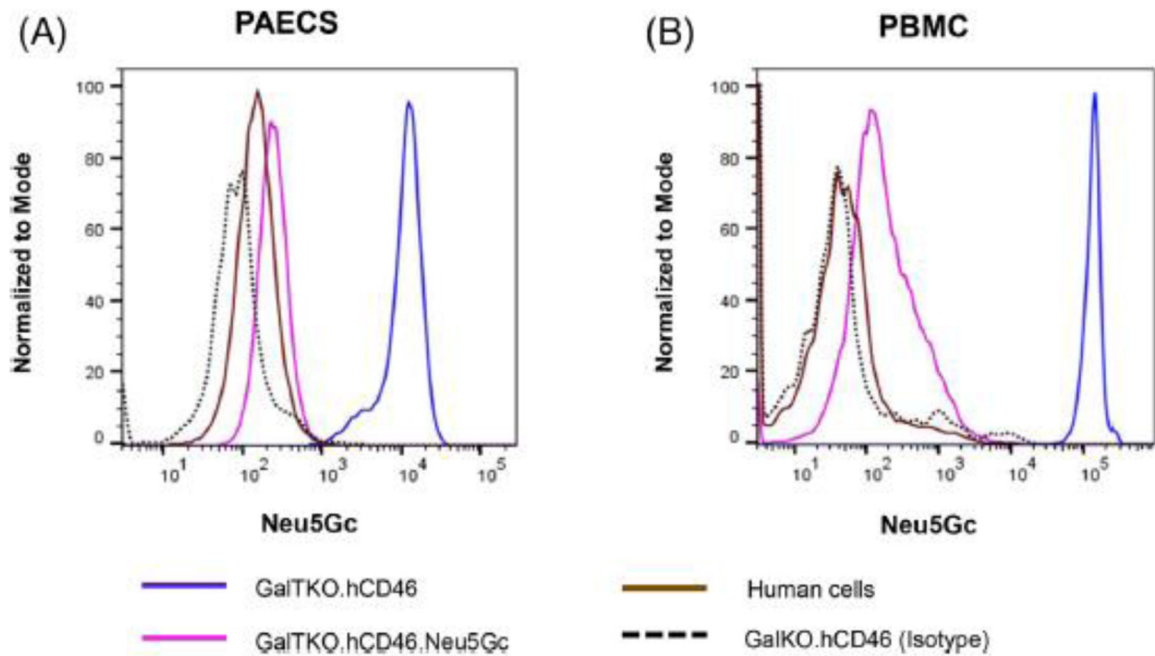 (A) PAECS
(B) PBMC
100
80
60
40
20
0
Normalized to Mode
10^1 10^2 10^3 10^4 10^5
Neu5Gc
100
80
60
40
20
0
Normalized to Mode
10^1 10^2 10^3 10^4 10^5
Neu5Gc
GalTKO.hCD46
Human cells
GalTKO.hCD46.Neu5Gc
GalKO.hCD46 (Isotype)